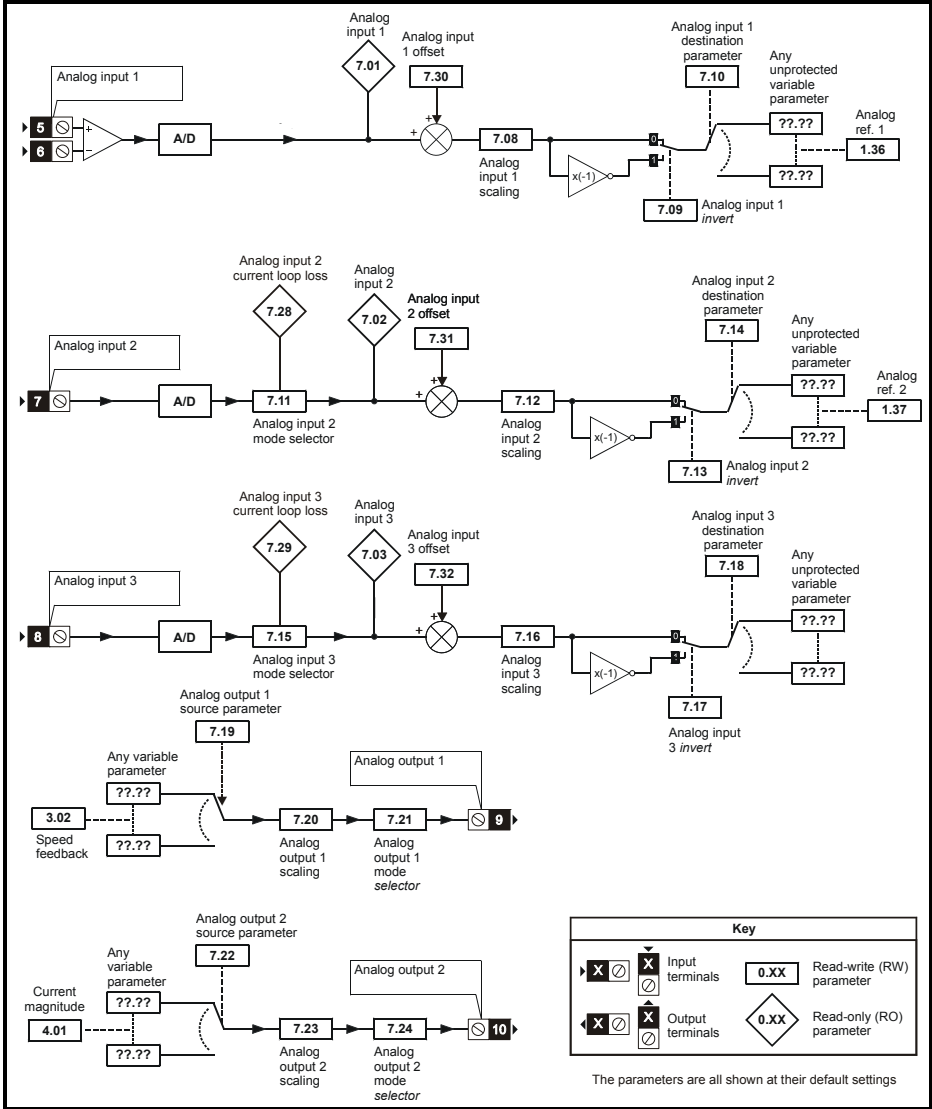 Analog
input 1
7.01
Analog input
1 offset
7.30
Analog input 1
destination
parameter
7.10
Any
unprotected
variable
parameter
??.??
??.??
Analog
ref. 1
1.36
Analog input 1
5
6
+
−
A/D
+
+
7.08
Analog
input 1
scaling
x(-1)
0
1
7.09
Analog input 1
invert
Analog input 2
current loop loss
7.28
Analog
input 2
7.02
Analog input
2 offset
7.31
Analog input 2
destination
parameter
7.14
Any
unprotected
variable
parameter
??.??
??.??
Analog
ref. 2
1.37
Analog input 2
7
A/D
7.11
Analog input 2
mode selector
+
+
7.12
Analog
input 2
scaling
x(-1)
0
1
7.13
Analog input 2
invert
Analog input 3
current loop loss
7.29
Analog
input 3
7.03
Analog input
3 offset
7.32
Analog input 3
destination
parameter
7.18
Any
unprotected
variable
parameter
??.??
??.??
Analog input 3
8
A/D
7.15
Analog input 3
mode selector
+
+
7.16
Analog
input 3
scaling
x(-1)
0
1
7.17
Analog input
3 invert
Analog output 1
source parameter
7.19
Any variable
parameter
??.??
??.??
3.02
Speed
feedback
7.20
Analog
output 1
scaling
7.21
Analog
output 1
mode
selector
Analog output 1
9
Analog output 2
source parameter
7.22
Any
variable
parameter
??.??
??.??
Current
magnitude
4.01
7.23
Analog
output 2
scaling
7.24
Analog
output 2
mode
selector
Analog output 2
10
Key
X
X
Input
terminals
0.XX
Read-write (RW)
parameter
X
X
Output
terminals
0.XX
Read-only (RO)
parameter
The parameters are all shown at their default settings